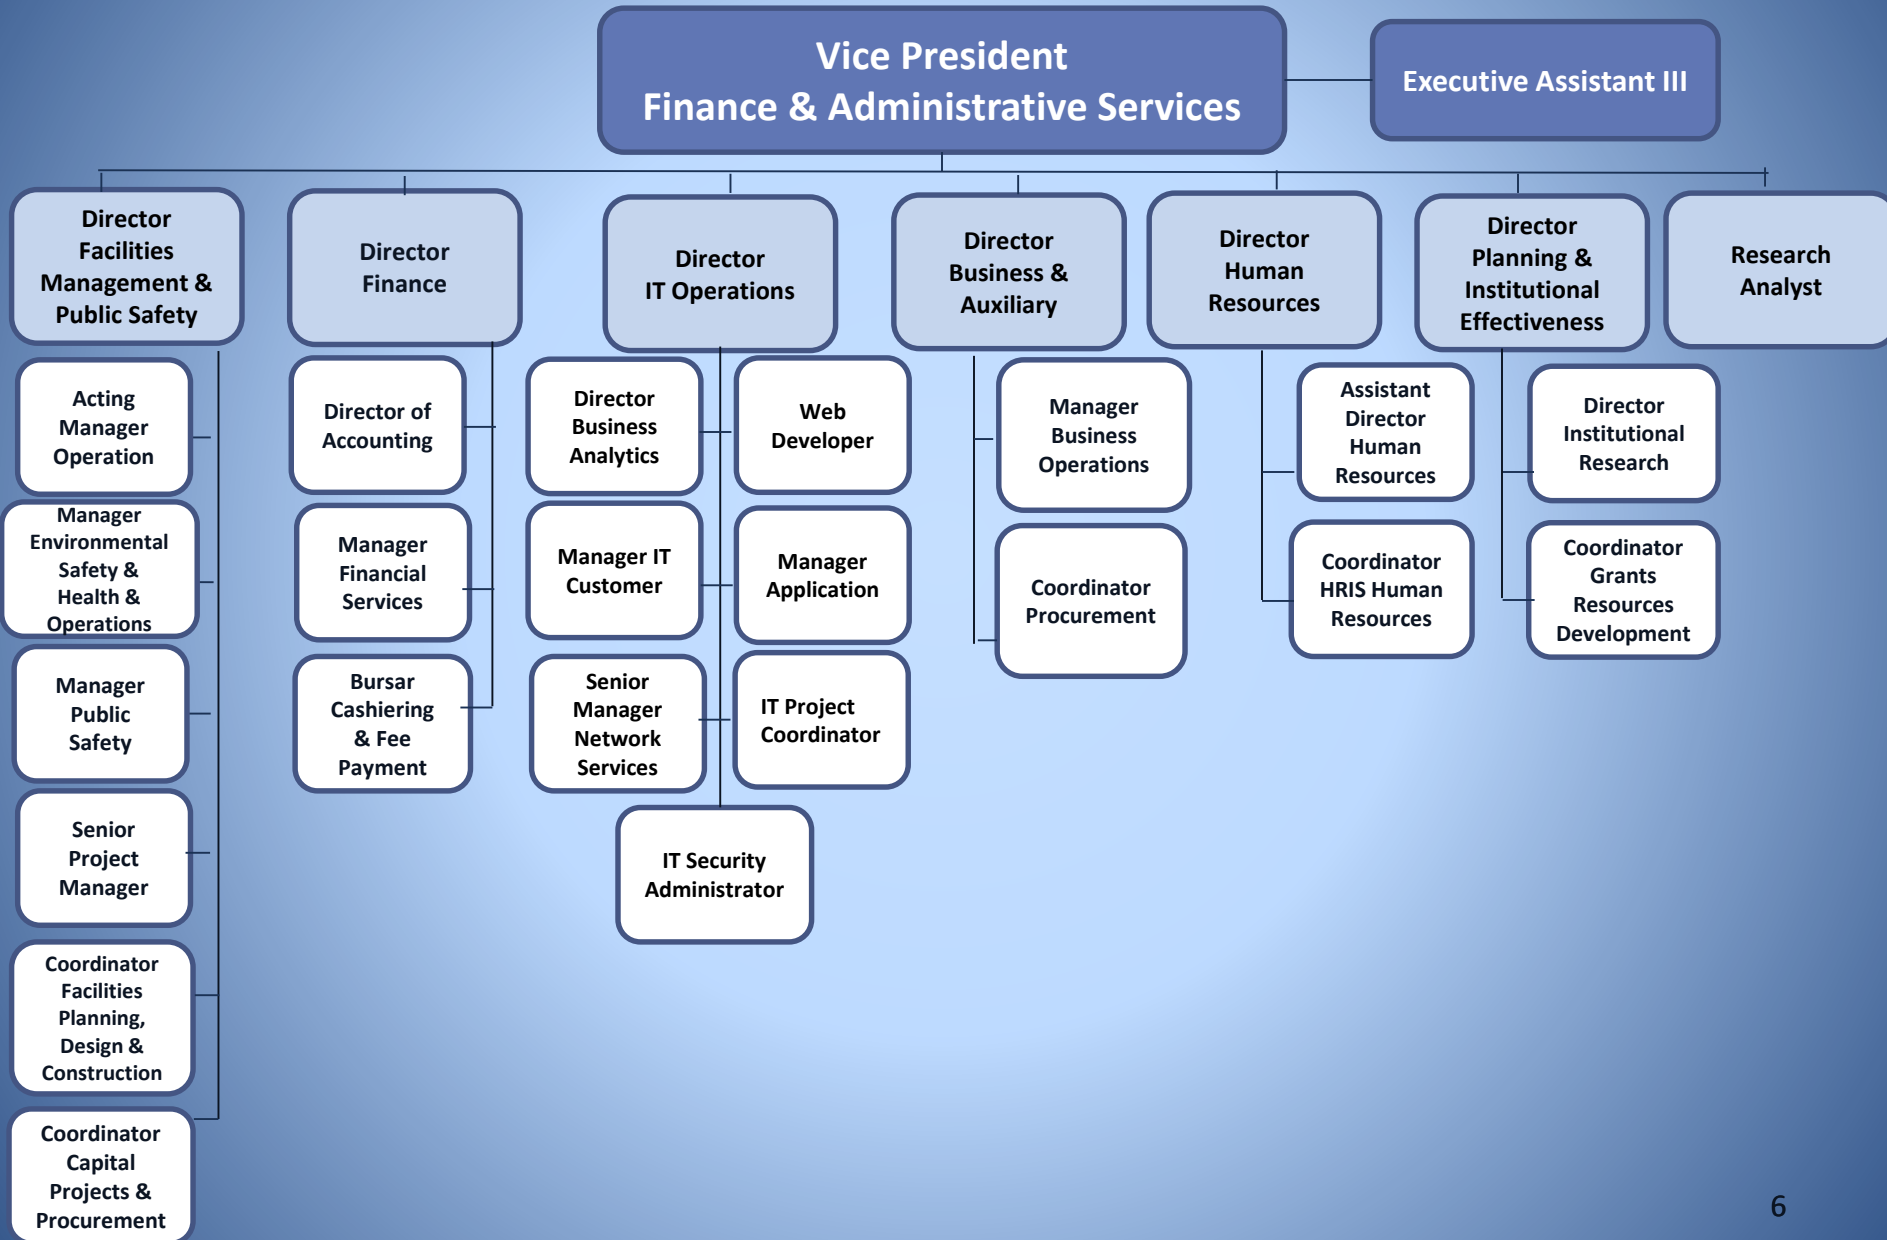 Vice President
Finance & Administrative Services
Executive Assistant III
Director
Facilities
Management &
Public Safety
Director
Finance
Director
IT Operations
Director
Business &
Auxiliary
Director
Human
Resources
Director
Planning &
Institutional
Effectiveness
Research
Analyst
Acting
Manager
Operation
Manager
Environmental
Safety &
Health &
Operations
Manager
Public
Safety
Senior
Project
Manager
Coordinator
Facilities
Planning,
Design &
Construction
Coordinator
Capital
Projects &
Procurement
Director of
Accounting
Manager
Financial
Services
Bursar
Cashiering
& Fee
Payment
Director
Business
Analytics
Web
Developer
Manager IT
Customer
Manager
Application
Senior
Manager
Network
Services
IT Project
Coordinator
IT Security
Administrator
Manager
Business
Operations
Coordinator
Procurement
Assistant
Director
Human
Resources
Coordinator
HRIS Human
Resources
Director
Institutional
Research
Coordinator
Grants
Resources
Development
6